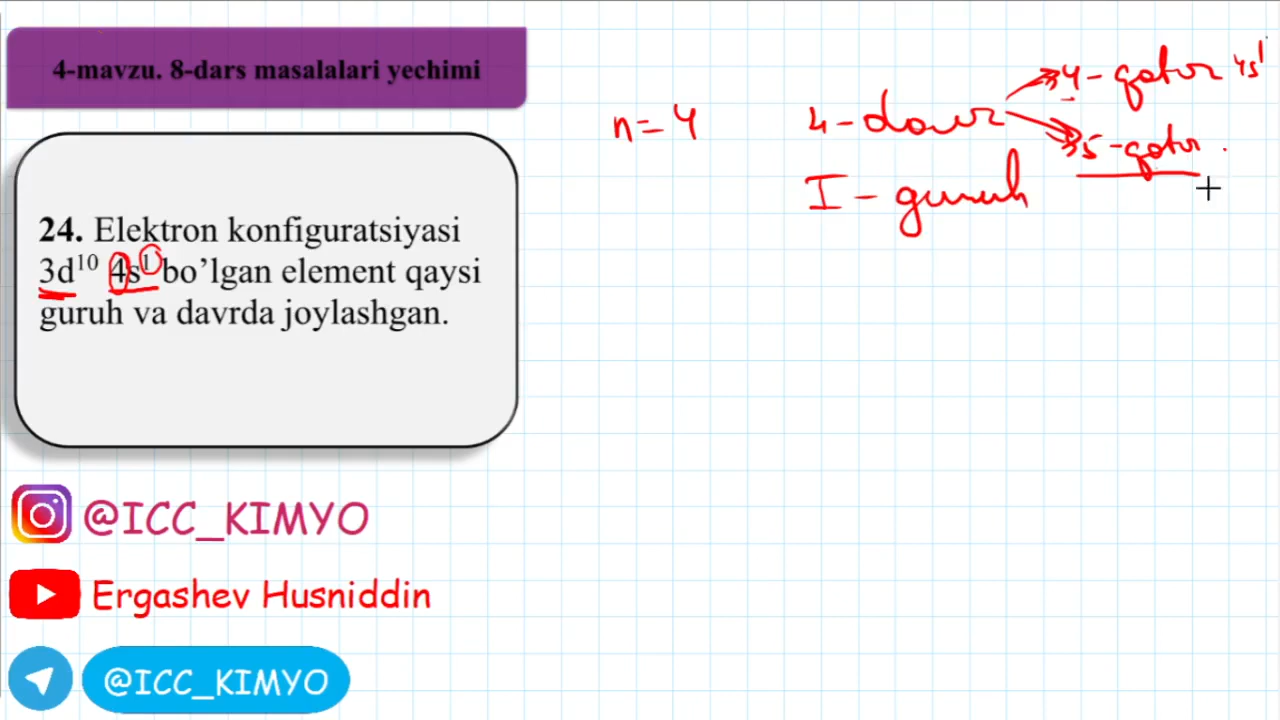 4-mavzu. 8-dars masalalari yechimi
n=4
4-davr
4-qator 4s¹
5-qator
I-guruh
24. Elektron konfiguratsiyasi
3d¹⁰ 4s¹ bo’lgan element qaysi
guruh va davrda joylashgan.
@ICC_KIMYO
Ergashev Husniddin
@ICC_KIMYO